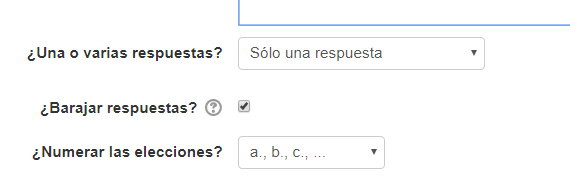 ¿Una o varias respuestas? Sólo una respuesta
¿Barajar respuestas?
¿Numerar las elecciones? a., b., c., ...